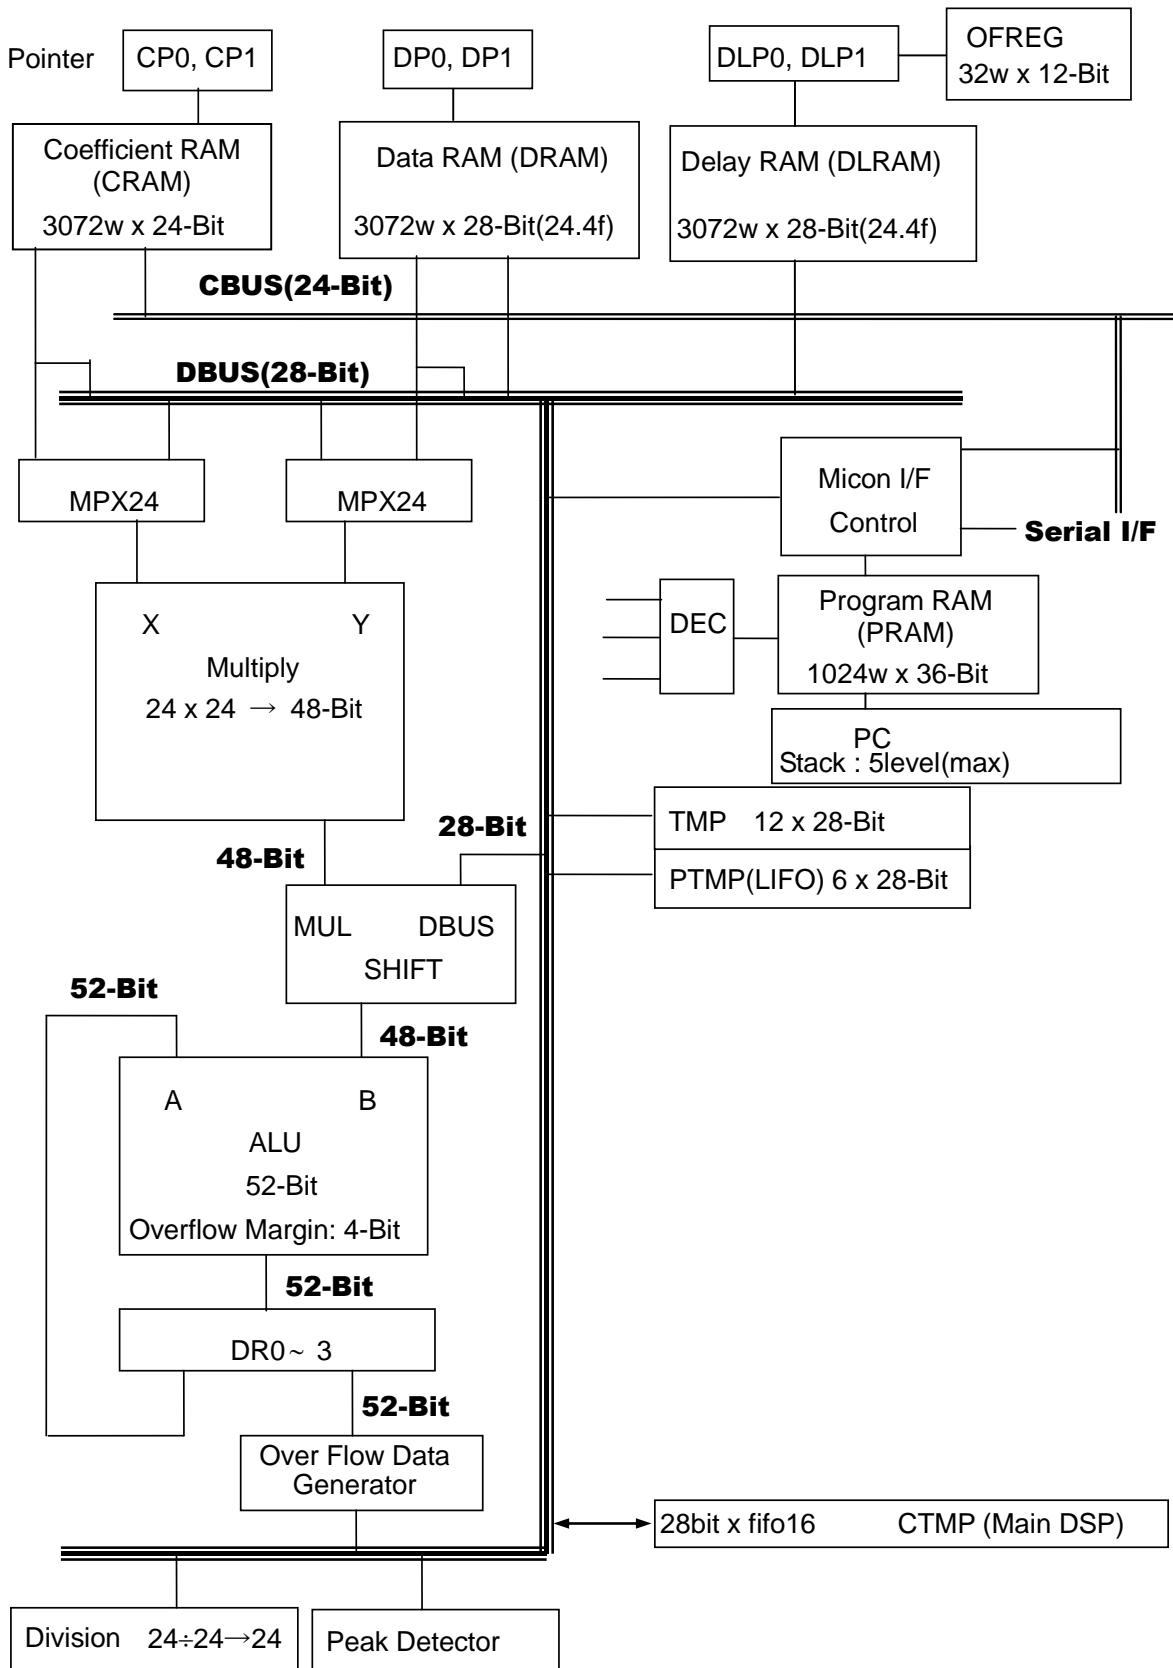 Pointer
CP0, CP1
DP0, DP1
DLP0, DLP1
OFREG
32w x 12-Bit
Coefficient RAM
(CRAM)
3072w x 24-Bit
Data RAM (DRAM)
3072w x 28-Bit(24.4f)
Delay RAM (DLRAM)
3072w x 28-Bit(24.4f)
CBUS(24-Bit)
DBUS(28-Bit)
MPX24
MPX24
Micon I/F
Control
Serial I/F
X
Y
Multiply
24 x 24 → 48-Bit
DEC
Program RAM
(PRAM)
1024w x 36-Bit
PC
Stack : 5level(max)
28-Bit
48-Bit
TMP 12 x 28-Bit
PTMP(LIFO) 6 x 28-Bit
MUL
DBUS
SHIFT
52-Bit
48-Bit
A
B
ALU
52-Bit
Overflow Margin: 4-Bit
52-Bit
DR0~ 3
52-Bit
Over Flow Data
Generator
28bit x fifo16 CTMP (Main DSP)
Division 24÷24→24
Peak Detector